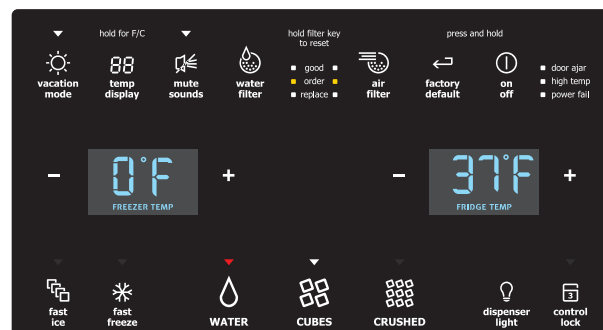 hold for F/C
hold filter key
to reset
press and hold
88
good
order
replace
door ajar
high temp
power fail
vacation
mode
temp
display
mute
sounds
water
filter
air
filter
factory
default
on
off
0°F
FREEZER TEMP
37°F
FRIDGE TEMP
3
fast
ice
fast
freeze
WATER
CUBES
CRUSHED
dispenser
light
control
lock